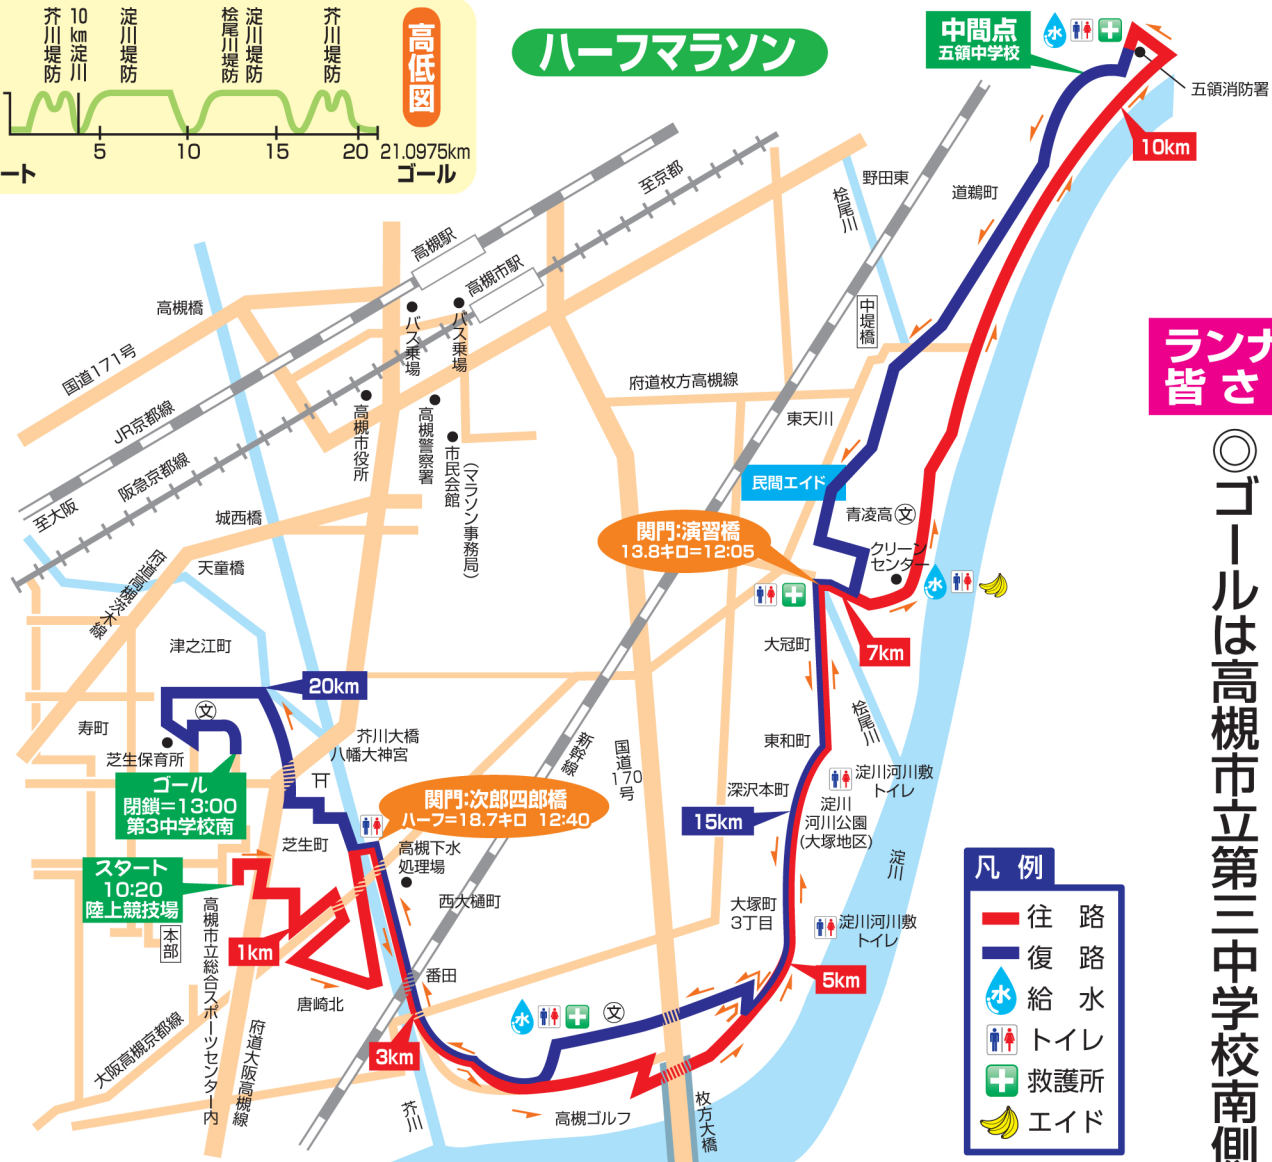 芥川堤防
10km淀川
淀川堤防
桧尾川堤防
淀川堤防
芥川堤防
高低図
5
10
15
20
21.0975km
ート
ゴール
ハーフマラソン
中間点
五領中学校
水
五領消防署
10km
野田東
道鵜町
桧尾川
至京都
高槻駅
高槻市駅
高槻橋
バス乗場
バス乗場
中堤橋
国道171号
府道枚方高槻線
JR京都線
東天川
高槻市役所
高槻警察署
市民会館
(マラソン事務局)
阪急京都線
至大阪
民間エイド
城西橋
青凌高
文
関門:演習橋
13.8キロ=12:05
クリーン
センター
水
天童橋
府道高槻茨木線
大冠町
7km
津之江町
20km
文
桧尾川
寿町
芥川大橋
八幡大神宮
新幹線
国道170号
東和町
芝生保育所
ゴール
閉鎖=13:00
第3中学校南
淀川河川敷
トイレ
深沢本町
関門:次郎四郎橋
ハーフ=18.7キロ 12:40
15km
淀川
河川公園
(大塚地区)
芝生町
高槻下水
処理場
淀川
スタート
10:20
陸上競技場
西大樋町
大塚町
3丁目
淀川河川敷
トイレ
本部
高槻市立総合スポーツセンター内
1km
番田
5km
唐崎北
水
文
大阪高槻京都線
府道大阪高槻線
3km
芥川
高槻ゴルフ
枚方大橋
凡例
往路
復路
水
給水
トイレ
救護所
エイド
ランナ
皆さ
◎ゴールは高槻市立第三中学校南側